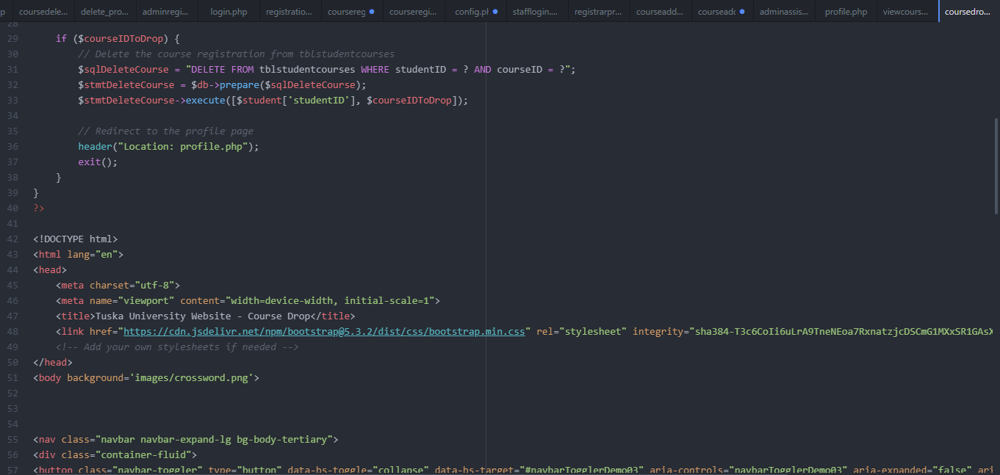 p coursedele... delete_pro... adminregi... login.php registratio... coursereg courseregi... config.pl stafflogin.... registrarpr... courseadd... courseadc adminassis... profile.php viewcours... coursedro...
28
29 if ($courseIDToDrop) {
30 // Delete the course registration from tblstudentcourses
31 $sqlDeleteCourse = "DELETE FROM tblstudentcourses WHERE studentID = ? AND courseID = ?";
32 $stmtDeleteCourse = $db->prepare($sqlDeleteCourse);
33 $stmtDeleteCourse->execute([$student['studentID'], $courseIDToDrop]);
34
35 // Redirect to the profile page
36 header("Location: profile.php");
37 exit();
38 }
39 }
40 ?>
41
42 <!DOCTYPE html>
43 <html lang="en">
44 <head>
45 <meta charset="utf-8">
46 <meta name="viewport" content="width=device-width, initial-scale=1">
47 <title>Tuska University Website - Course Drop</title>
48 <link href="https://cdn.jsdelivr.net/npm/bootstrap@5.3.2/dist/css/bootstrap.min.css" rel="stylesheet" integrity="sha384-T3c6CoIi6uLrA9TneNEoa7RxnatzjcDSCmG1MXxSR1GAsX
49 <!-- Add your own stylesheets if needed -->
50 </head>
51 <body background='images/crossword.png'>
52
53
54
55 <nav class="navbar navbar-expand-lg bg-body-tertiary">
56 <div class="container-fluid">
57 <button class="navbar-toggler" type="button" data-bs-toggle="collapse" data-bs-target="#navbarTogglerDemo03" aria-controls="navbarTogglerDemo03" aria-expanded="false" ari